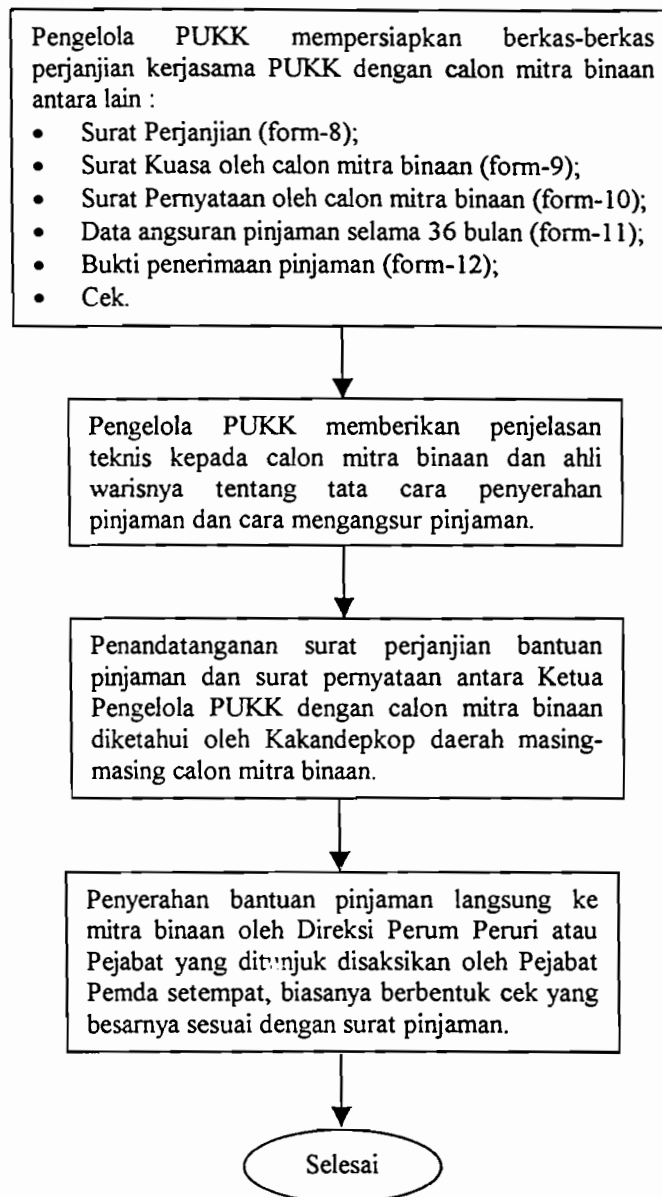 Pengelola PUKK mempersiapkan berkas-berkas
perjanjian kerjasama PUKK dengan calon mitra binaan
antara lain :
• Surat Perjanjian (form-8);
• Surat Kuasa oleh calon mitra binaan (form-9);
• Surat Pernyataan oleh calon mitra binaan (form-10);
• Data angsuran pinjaman selama 36 bulan (form-11);
• Bukti penerimaan pinjaman (form-12);
• Cek.
Pengelola PUKK memberikan penjelasan
teknis kepada calon mitra binaan dan ahli
warisnya tentang tata cara penyerahan
pinjaman dan cara mengangsur pinjaman.
Penandatanganan surat perjanjian bantuan
pinjaman dan surat pernyataan antara Ketua
Pengelola PUKK dengan calon mitra binaan
diketahui oleh Kakandepkop daerah masing-
masing calon mitra binaan.
Penyerahan bantuan pinjaman langsung ke
mitra binaan oleh Direksi Perum Peruri atau
Pejabat yang ditunjuk disaksikan oleh Pejabat
Pemda setempat, biasanya berbentuk cek yang
besarnya sesuai dengan surat pinjaman.
Selesai